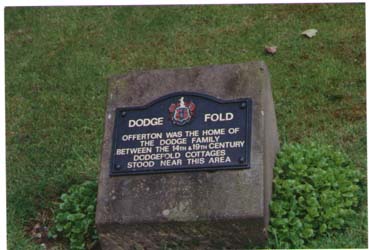 DODGE FOLD
OFFERTON WAS THE HOME OF
THE DODGE FAMILY
BETWEEN THE 14TH & 19TH CENTURY
DODGEFOLD COTTAGES
STOOD NEAR THIS AREA